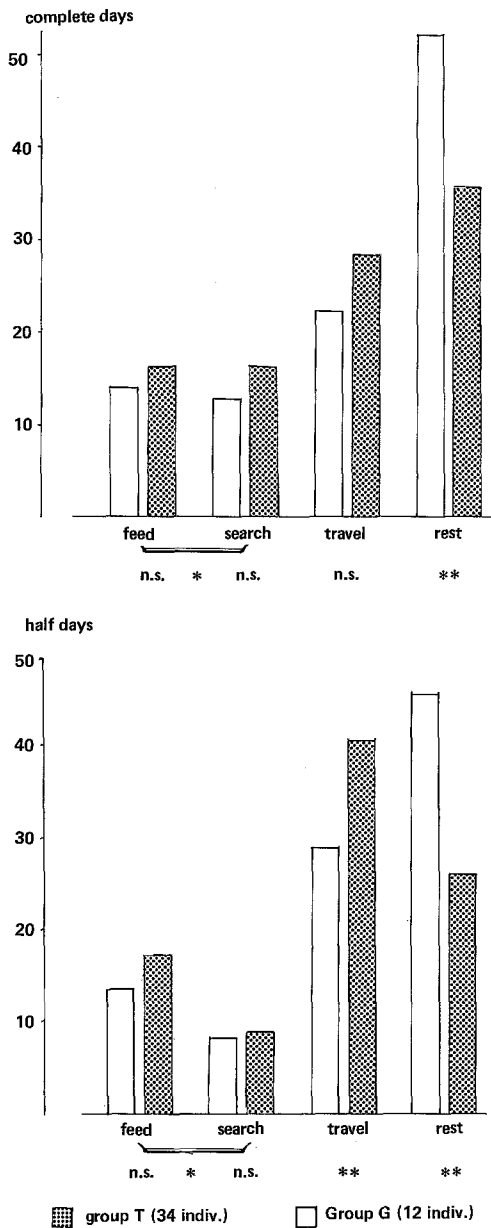 complete days
50
40
30
20
10
feed search travel rest
n.s. * n.s. n.s. **
half days
50
40
30
20
10
feed search travel rest
n.s. * n.s. ** **
group T (34 indiv.) Group G (12 indiv.)